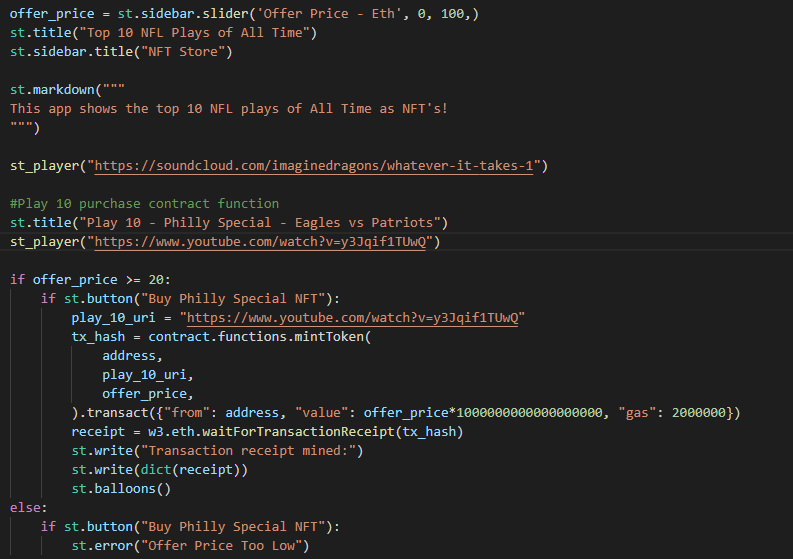 offer_price = st.sidebar.slider('Offer Price - Eth', 0, 100,)
st.title("Top 10 NFL Plays of All Time")
st.sidebar.title("NFT Store")
st.markdown("""
This app shows the top 10 NFL plays of All Time as NFT's!
""")
st_player("https://soundcloud.com/imaginedragons/whatever-it-takes-1")
#Play 10 purchase contract function
st.title("Play 10 - Philly Special - Eagles vs Patriots")
st_player("https://www.youtube.com/watch?v=y3Jqif1TUwQ")
if offer_price >= 20:
    if st.button("Buy Philly Special NFT"):
        play_10_uri = "https://www.youtube.com/watch?v=y3Jqif1TUwQ"
        tx_hash = contract.functions.mintToken(
            address,
            play_10_uri,
            offer_price,
        ).transact({"from": address, "value": offer_price*1000000000000000000, "gas": 2000000})
        receipt = w3.eth.waitForTransactionReceipt(tx_hash)
        st.write("Transaction receipt mined:")
        st.write(dict(receipt))
        st.balloons()
else:
    if st.button("Buy Philly Special NFT"):
        st.error("Offer Price Too Low")